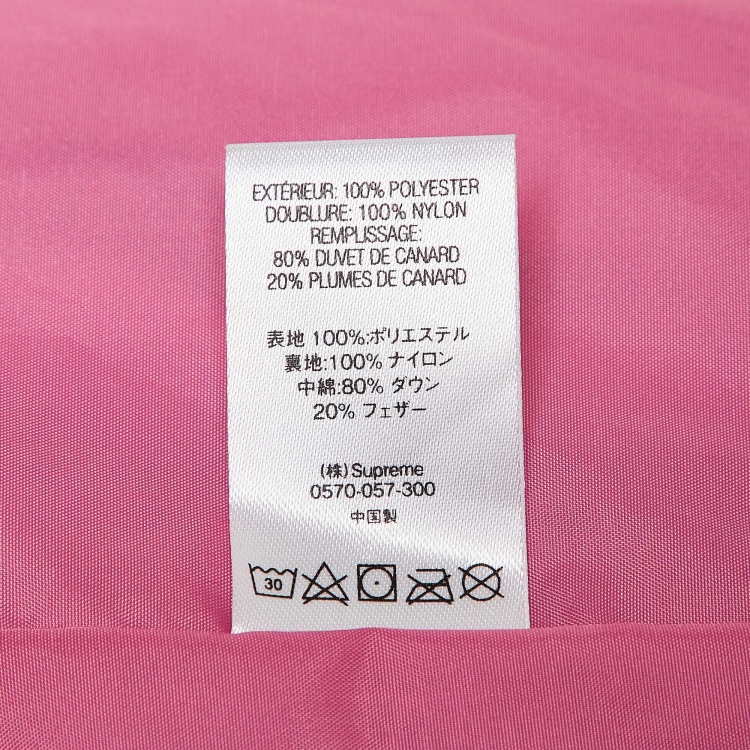 EXTÉRIEUR: 100% POLYESTER
DOUBLURE: 100% NYLON
REMPLISSAGE:
80% DUVET DE CANARD
20% PLUMES DE CANARD
表地 100%:ポリエステル
裏地:100% ナイロン
中綿:80% ダウン
20% フェザー
(株)Supreme
0570-057-300
中国製
30